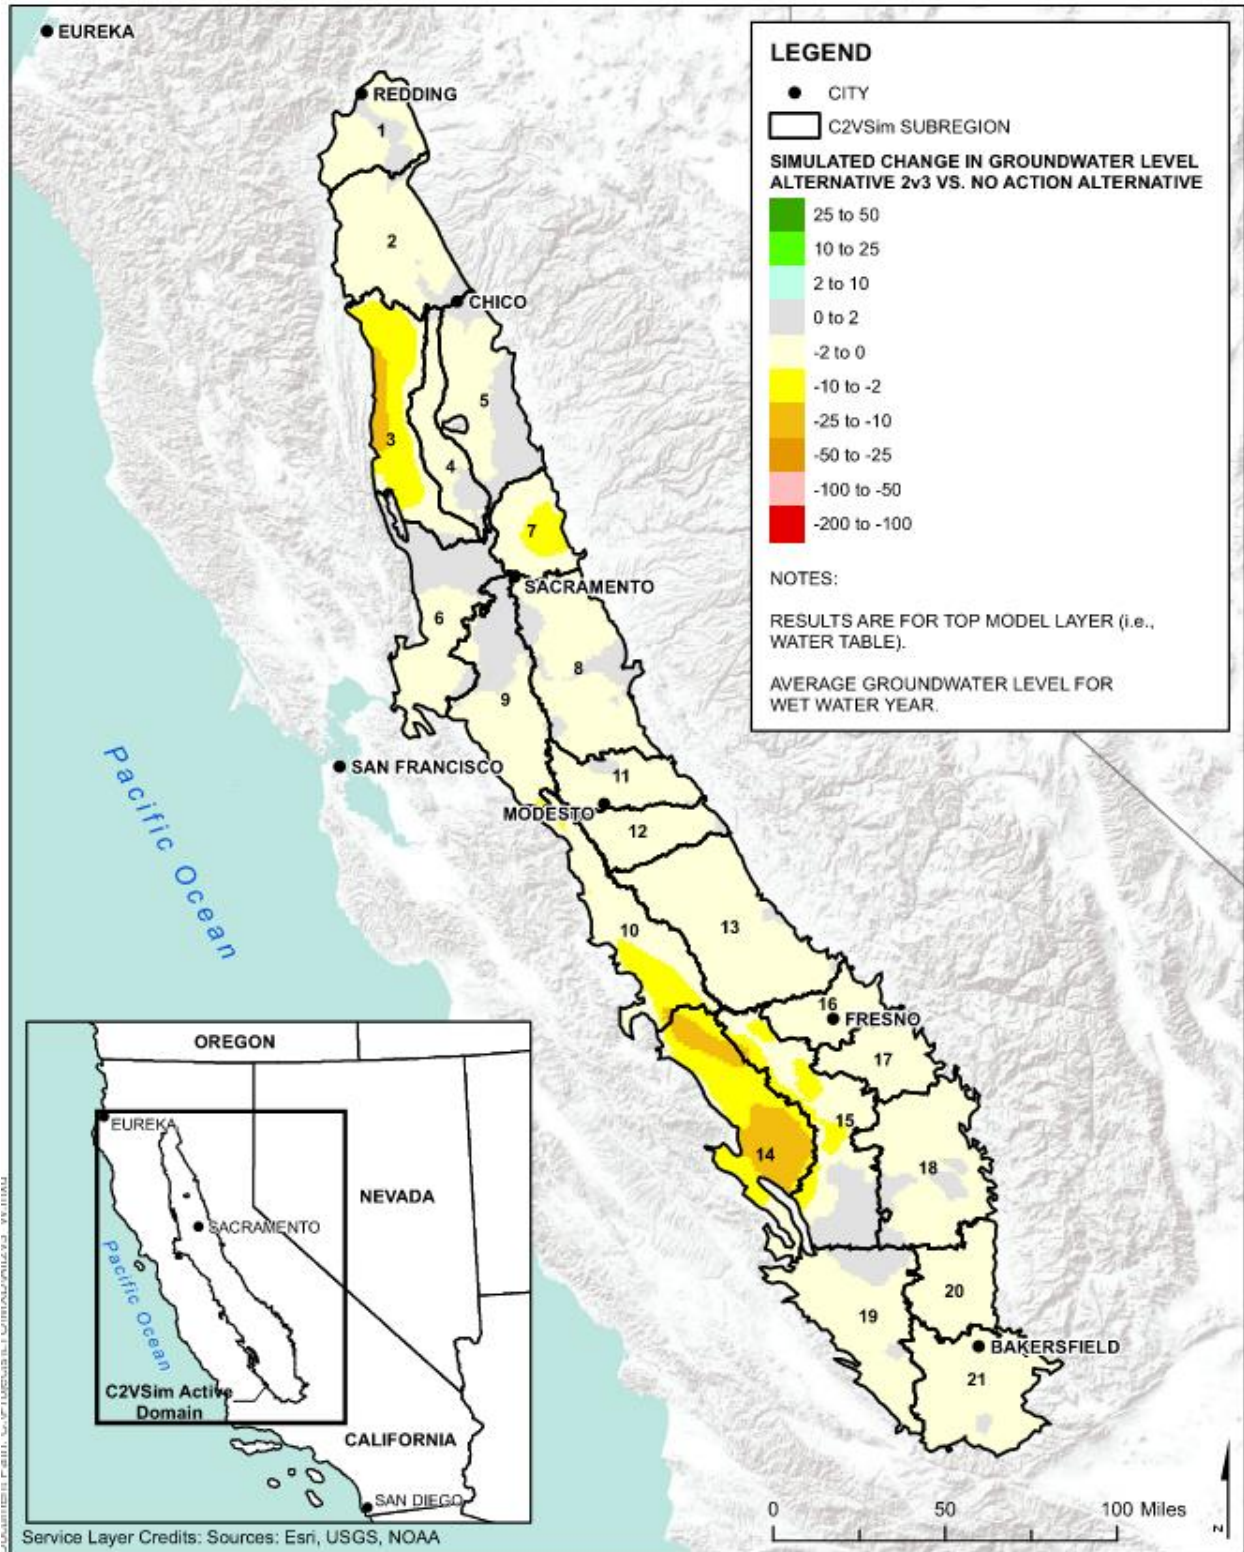 EUREKA
REDDING
1
2
CHICO
3
5
4
7
SACRAMENTO
6
8
9
SAN FRANCISCO
11
MODESTO
12
Pacific Ocean
10
13
16
FRESNO
17
15
14
18
19
20
BAKERSFIELD
21
LEGEND
CITY
C2VSim SUBREGION
SIMULATED CHANGE IN GROUNDWATER LEVEL
ALTERNATIVE 2v3 VS. NO ACTION ALTERNATIVE
25 to 50
10 to 25
2 to 10
0 to 2
-2 to 0
-10 to -2
-25 to -10
-50 to -25
-100 to -50
-200 to -100
NOTES:
RESULTS ARE FOR TOP MODEL LAYER (i.e.,
WATER TABLE).
AVERAGE GROUNDWATER LEVEL FOR
WET WATER YEAR.
OREGON
EUREKA
NEVADA
SACRAMENTO
Pacific Ocean
C2VSim Active
Domain
CALIFORNIA
SAN DIEGO
0 50 100 Miles
N
Service Layer Credits: Sources: Esri, USGS, NOAA